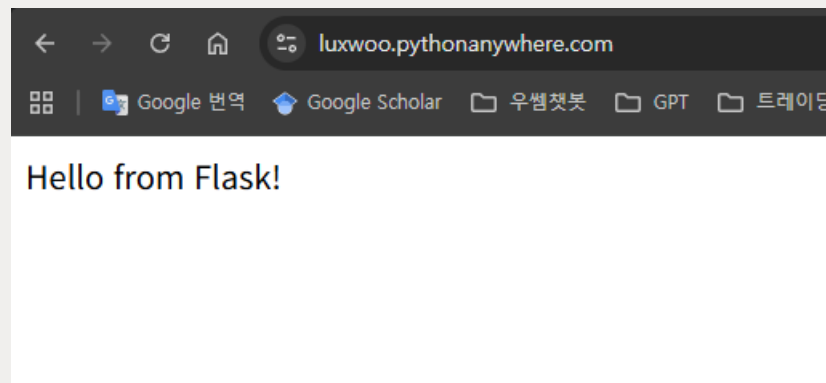 luxwoo.pythonanywhere.com
Google 번역 Google Scholar 우쌤챗봇 GPT 트레이딩
Hello from Flask!